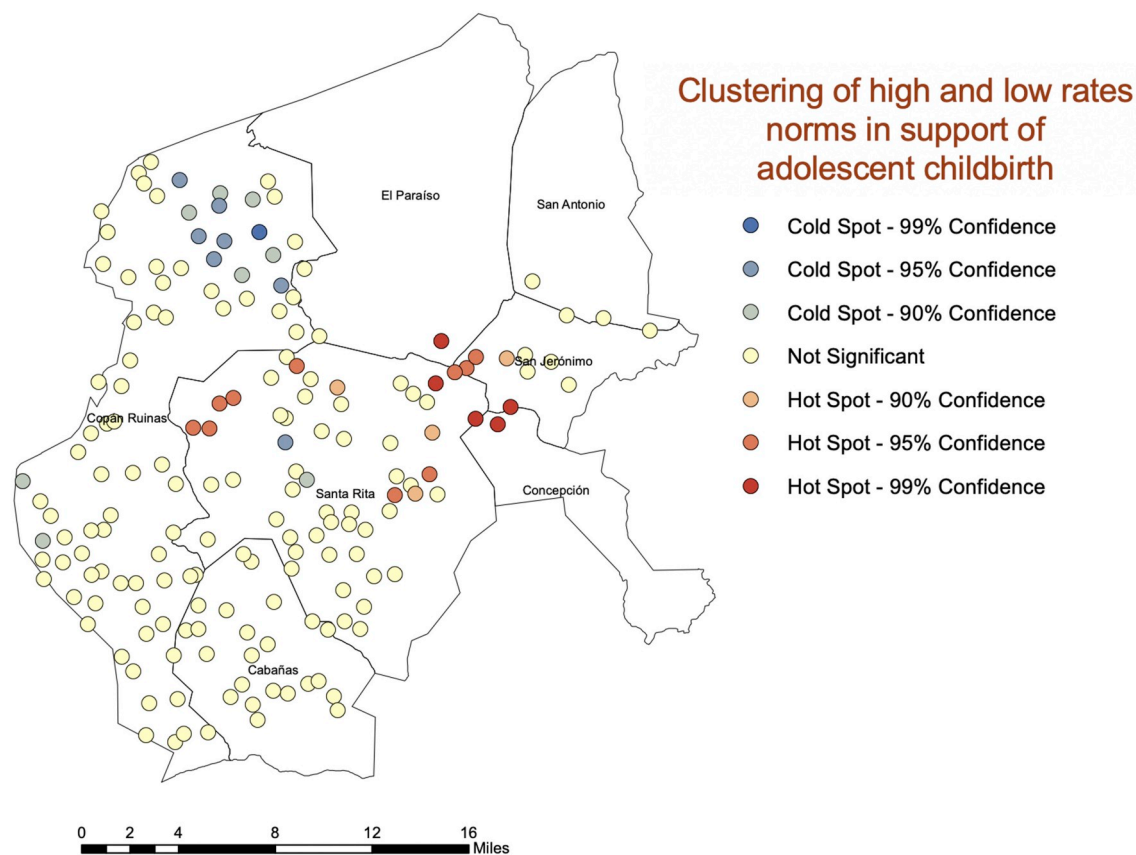 Clustering of high and low rates
norms in support of
adolescent childbirth
El Paraíso
San Antonio
Cold Spot - 99% Confidence
Cold Spot - 95% Confidence
Cold Spot - 90% Confidence
Not Significant
San Jerónimo
Hot Spot - 90% Confidence
Copán Ruinas
Hot Spot - 95% Confidence
Hot Spot - 99% Confidence
Santa Rita
Concepción
Cabañas
0 2 4 8 12 16
Miles